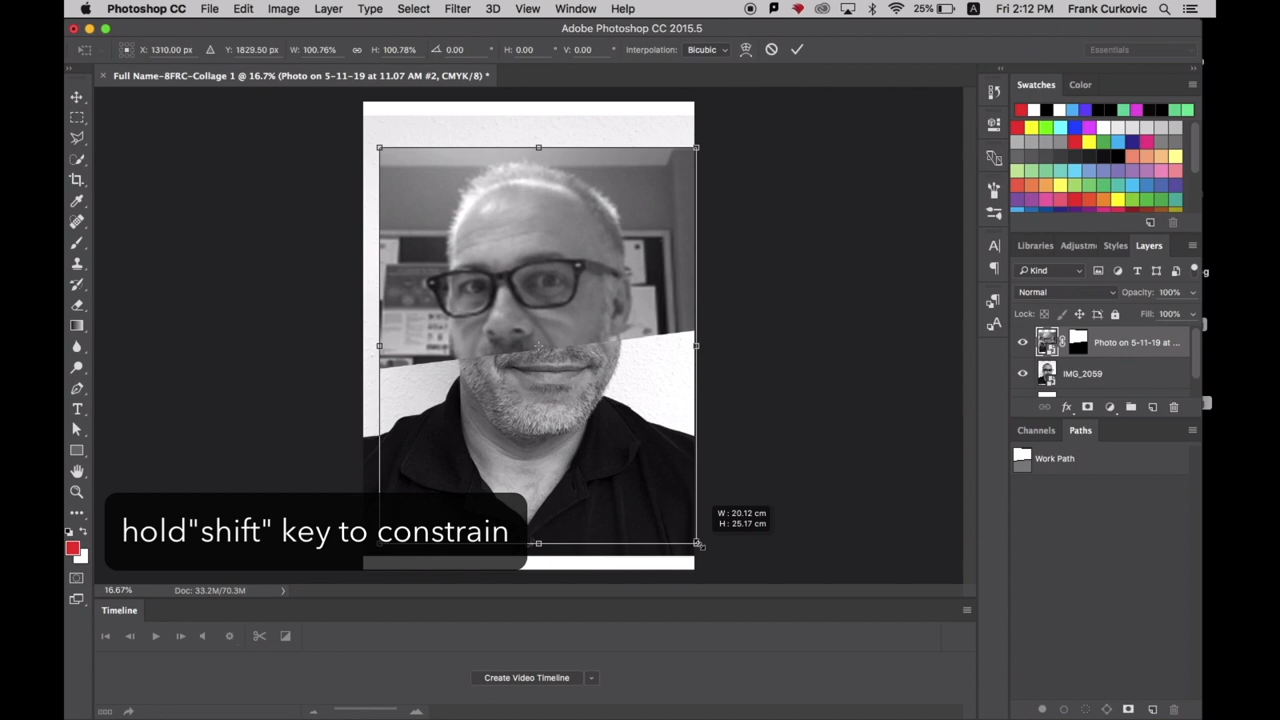 Photoshop CC File Edit Image Layer Type Select Filter 3D View Window Help 25% A Fri 2:12 PM Frank Curkovic
Adobe Photoshop CC 2015.5
X: 1310.00 px Y: 1829.50 px W: 100.76% H: 100.78% 0.00 ° H: 0.00 ° V: 0.00 ° Interpolation: Bicubic Essentials
Full Name-8FRC-Collage 1 @ 16.7% (Photo on 5-11-19 at 11.07 AM #2, CMYK/8) *
Swatches Color
Libraries Adjustm Styles Layers
Kind
Normal Opacity: 100%
Lock: Fill: 100%
Photo on 5-11-19 at ...
IMG_2059
fx
Channels Paths
Work Path
W : 20.12 cm
H : 25.17 cm
hold"shift" key to constrain
16.67% Doc: 33.2M/70.3M
Timeline
Create Video Timeline